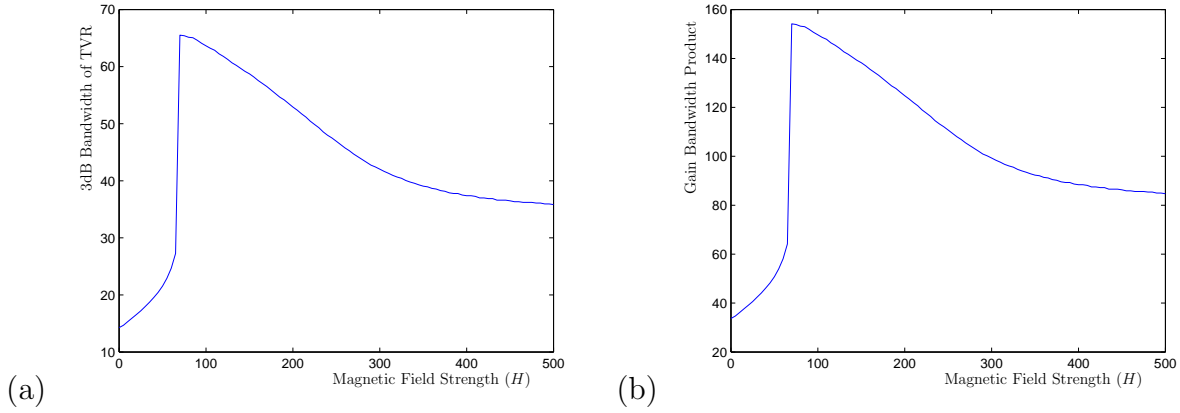 70
60
50
40
30
20
10
3dB Bandwidth of TVR
0 100 200 300 400 500
Magnetic Field Strength (H)
(a)
160
140
120
100
80
60
40
20
Gain Bandwidth Product
0 100 200 300 400 500
Magnetic Field Strength (H)
(b)